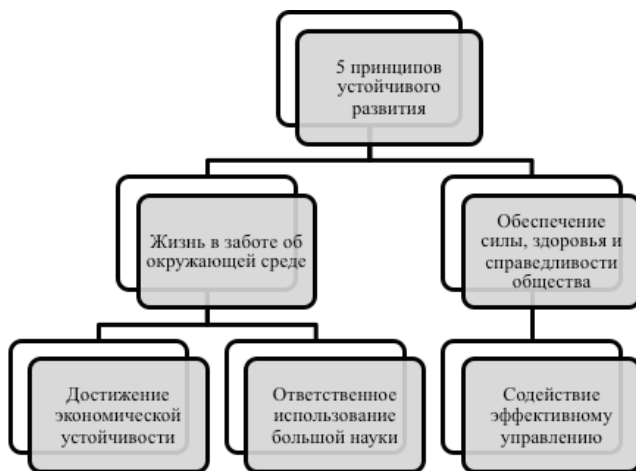 5 принципов
устойчивого
развития
Жизнь в заботе об
окружающей среде
Обеспечение
силы, здоровья и
справедливости
общества
Достижение
экономической
устойчивости
Ответственное
использование
большой науки
Содействие
эффективному
управлению